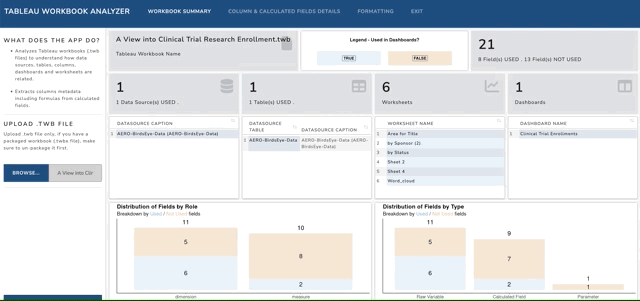 TABLEAU WORKBOOK ANALYZER
WORKBOOK SUMMARY
COLUMN & CALCULATED FIELDS DETAILS
FORMATTING
EXIT
WHAT DOES THE APP DO?
Analyzes Tableau workbooks (.twb
files) to understand how data
sources, tables, columns,
dashboards and worksheets are
related.
Extracts columns metadata
including formulas from calculated
fields.
UPLOAD .TWB FILE
Upload .twb file only, if you have a
packaged workbook (.twbx file), make
sure to un-package it first.
BROWSE...
A View into Clir
A View into Clinical Trial Research Enrollment.twb
Tableau Workbook Name
Legend - Used in Dashboards?
TRUE
FALSE
21
8 Field(s) USED . 13 Field(s) NOT USED
1
1 Data Source(s) USED .
1
1 Table(s) USED .
6
Worksheets
1
Dashboards
DATASOURCE CAPTION
1 AERO-BirdsEye-Data (AERO-BirdsEye-Data)
DATASOURCE
TABLE
DATASOURCE CAPTION
1 AERO-BirdsEye-Data
AERO-BirdsEye-Data (AERO-
BirdsEye-Data)
WORKSHEET NAME
1 Area for Title
2 by Sponsor (2)
3 by Status
4 Sheet 2
5 Sheet 4
6 Word_cloud
DASHBOARD NAME
1 Clinical Trial Enrollments
Distribution of Fields by Role
Breakdown by Used / Not Used fields
11
5
6
dimension
10
8
2
measure
Distribution of Fields by Type
Breakdown by Used / Not Used fields
11
5
6
Raw Variable
9
7
2
Calculated Field
1
1
Parameter